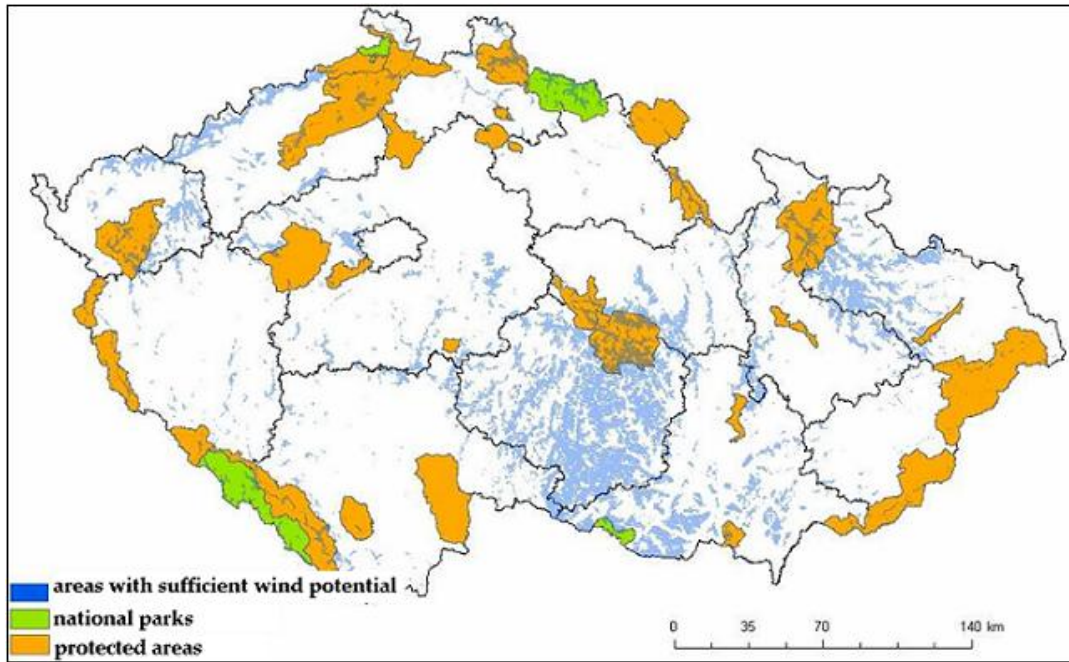 areas with sufficient wind potential
national parks
protected areas
0 35 70 140 km